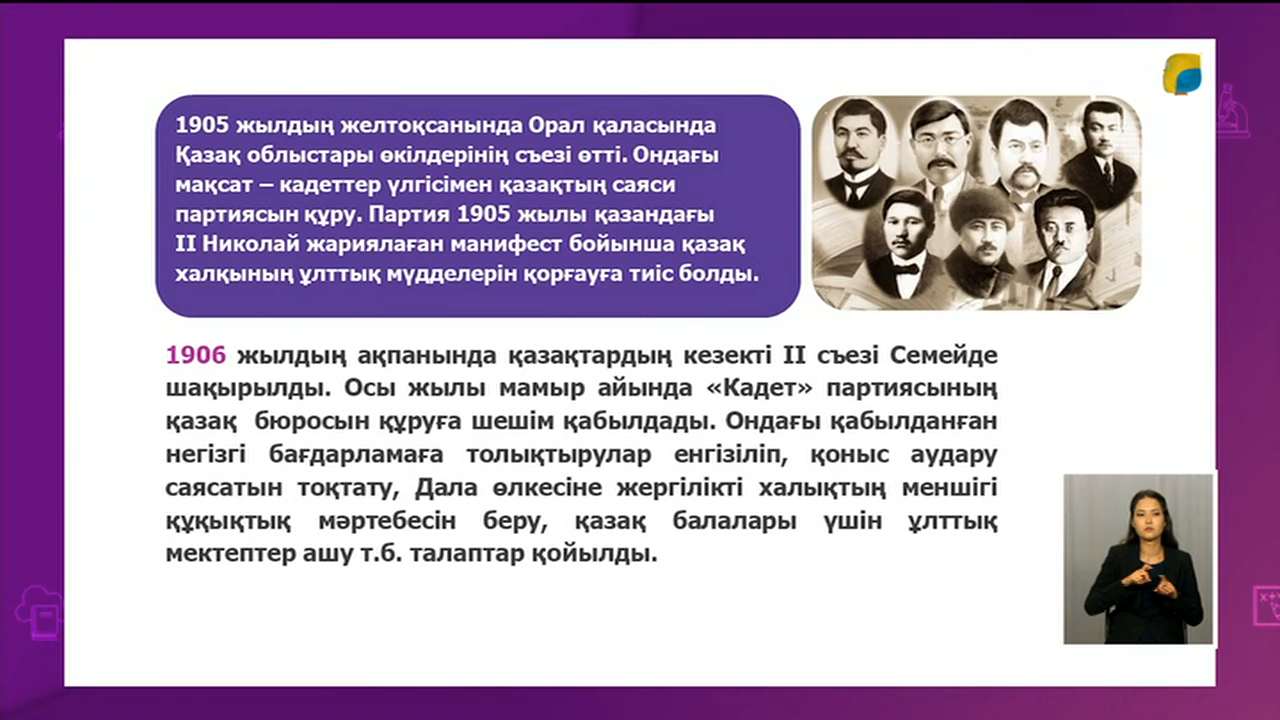 1905 жылдың желтоқсанында Орал қаласында
Қазақ облыстары өкілдерінің съезі өтті. Ондағы
мақсат – кадеттер үлгісімен қазақтың саяси
партиясын құру. Партия 1905 жылы қазандағы
II Николай жариялаған манифест бойынша қазақ
халқының ұлттық мүдделерін қорғауға тиіс болды.
1906 жылдың ақпанында қазақтардың кезекті II съезі Семейде
шақырылды. Осы жылы мамыр айында «Кадет» партиясының
қазақ бюросын құруға шешім қабылдады. Ондағы қабылданған
негізгі бағдарламаға толықтырулар енгізіліп, қоныс аудару
саясатын тоқтату, Дала өлкесіне жергілікті халықтың меншігі
құқықтық мәртебесін беру, қазақ балалары үшін ұлттық
мектептер ашу т.б. талаптар қойылды.